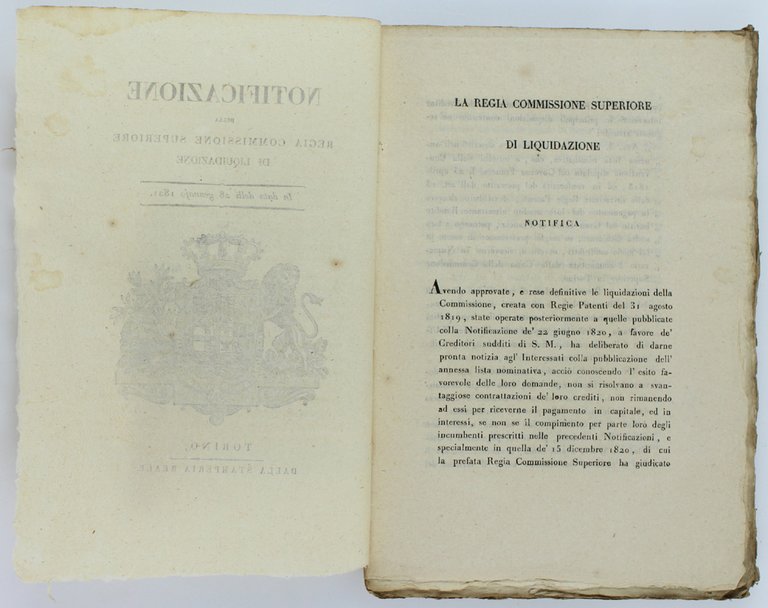 NOTIFICAZIONE
DELLA
REGIA COMMISSIONE SUPERIORE
DI LIQUIDAZIONE
In data delli 28 gennajo 1821.
TORINO,
DALLA STAMPERIA REALE
LA REGIA COMMISSIONE SUPERIORE
DI LIQUIDAZIONE
NOTIFICA
Avendo approvate, e rese definitive le liquidazioni della
Commissione, creata con Regie Patenti del 31 agosto
1819, state operate posteriormente a quelle pubblicate
colla Notificazione de' 22 giugno 1820, a favore de'
Creditori sudditi di S. M., ha deliberato di darne
pronta notizia agl' Interessati colla pubblicazione dell'
annessa lista nominativa, acciò conoscendo l' esito fa-
vorevole delle loro domande, non si risolvano a svan-
taggiose contrattazioni de' loro crediti, non rimanendo
ad essi per riceverne il pagamento in capitale, ed in
interessi, se non se il compimento per parte loro degli
incumbenti prescritti nelle precedenti Notificazioni, e
specialmente in quella de' 15 dicembre 1820, di cui
la prefata Regia Commissione Superiore ha giudicato